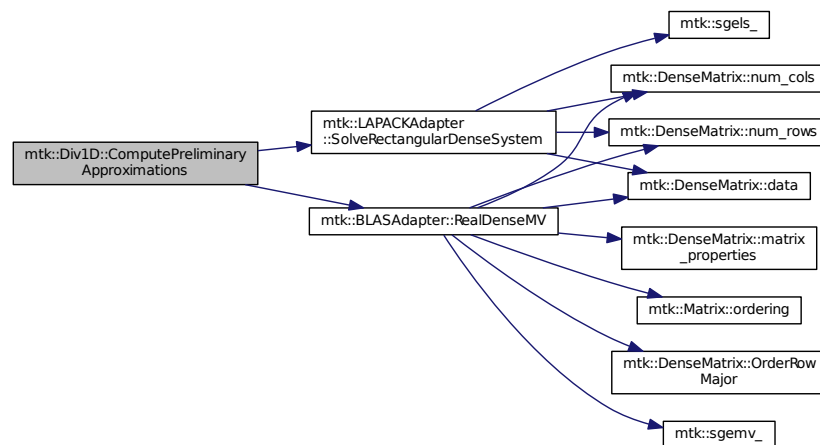 mtk::Div1D::ComputePreliminary
Approximations
mtk::LAPACKAdapter
::SolveRectangularDenseSystem
mtk::BLASAdapter::RealDenseMV
mtk::sgels_
mtk::DenseMatrix::num_cols
mtk::DenseMatrix::num_rows
mtk::DenseMatrix::data
mtk::DenseMatrix::matrix
_properties
mtk::Matrix::ordering
mtk::DenseMatrix::OrderRow
Major
mtk::sgemv_